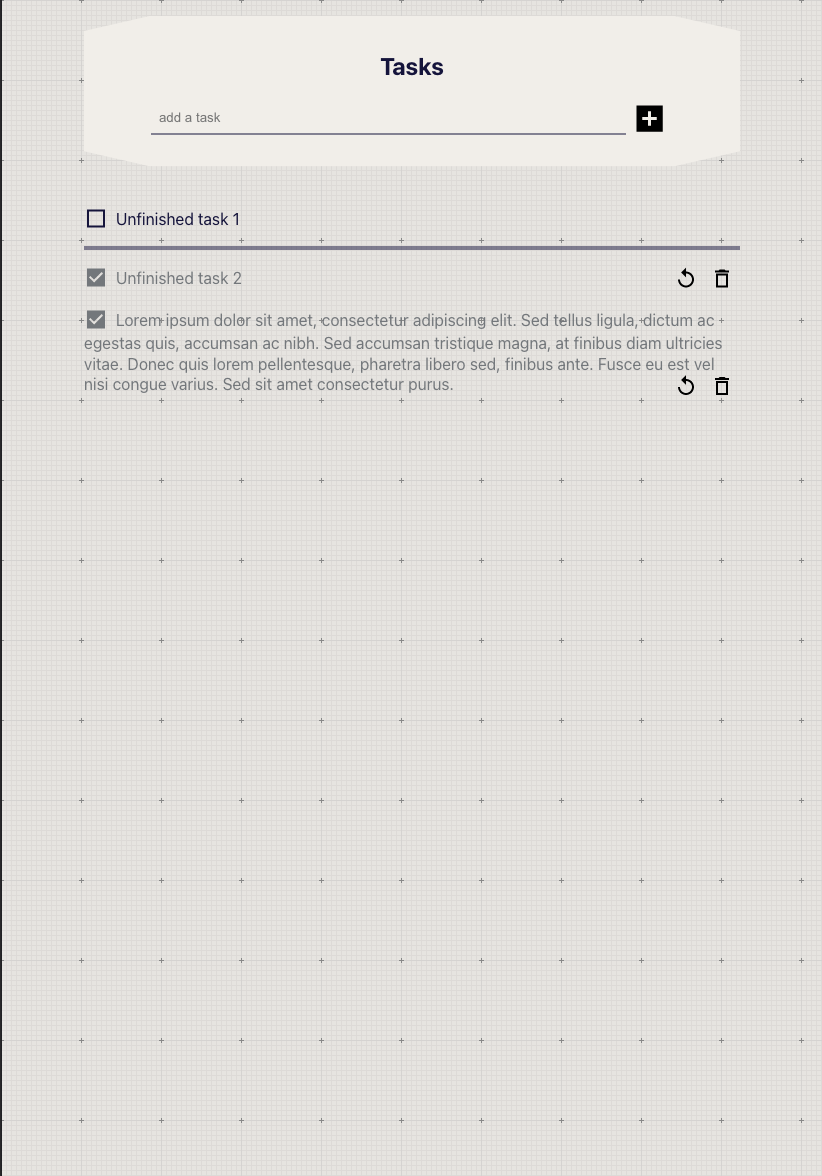 Tasks
add a task
Unfinished task 1
Unfinished task 2
Lorem ipsum dolor sit amet, consectetur adipiscing elit. Sed tellus ligula, dictum ac
egestas quis, accumsan ac nibh. Sed accumsan tristique magna, at finibus diam ultricies
vitae. Donec quis lorem pellentesque, pharetra libero sed, finibus ante. Fusce eu est vel
nisi congue varius. Sed sit amet consectetur purus.